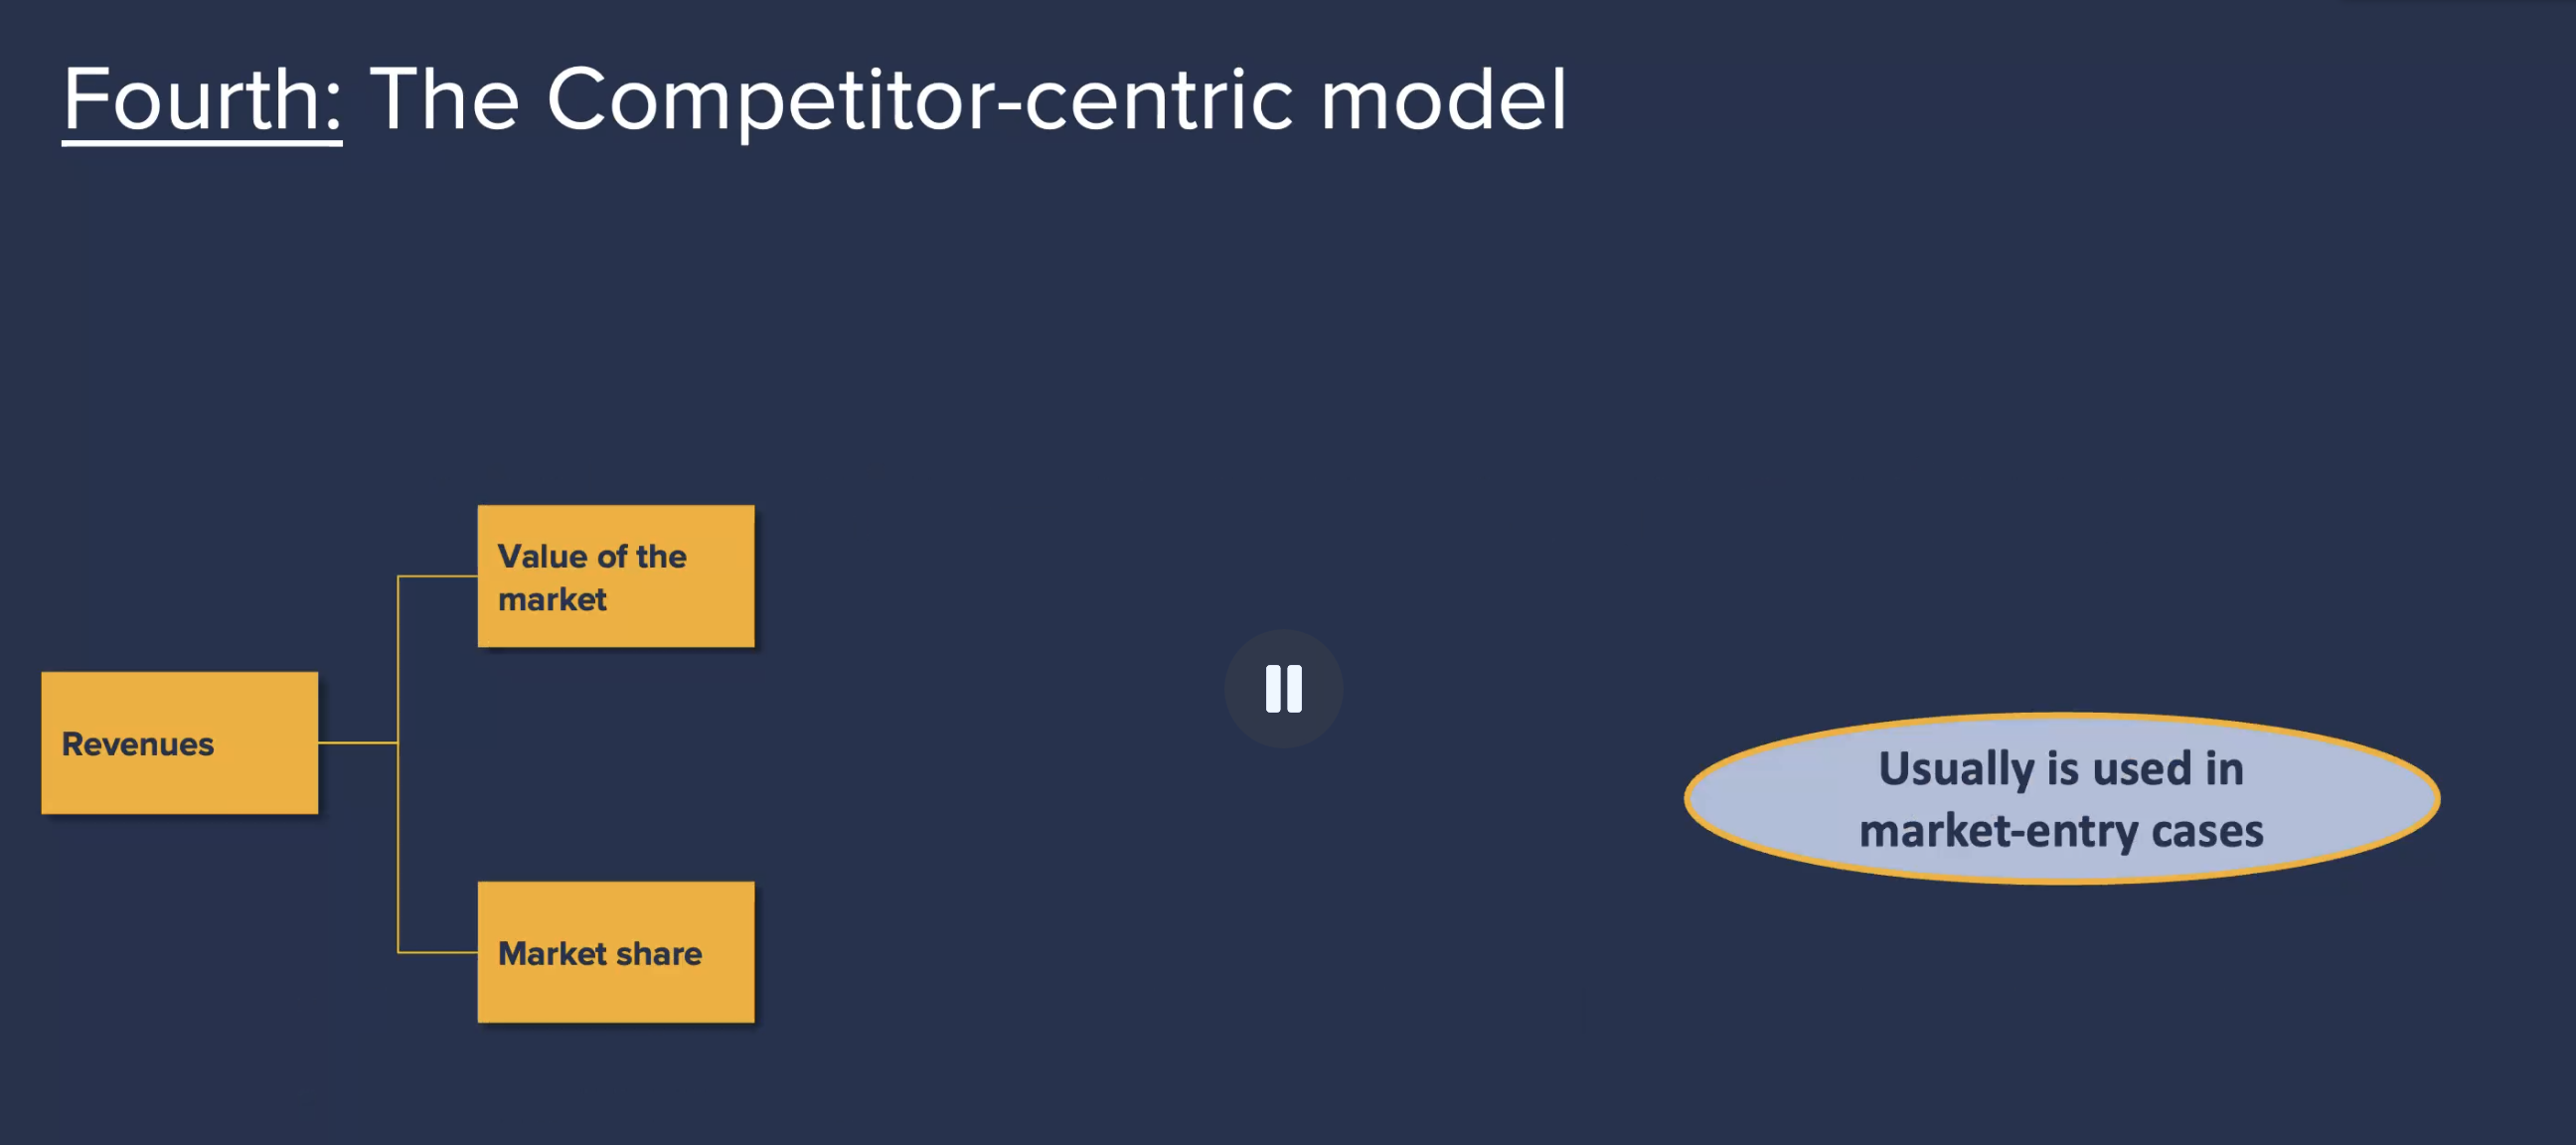 Fourth: The Competitor-centric model
Value of the
market
Revenues
Usually is used in
market-entry cases
Market share